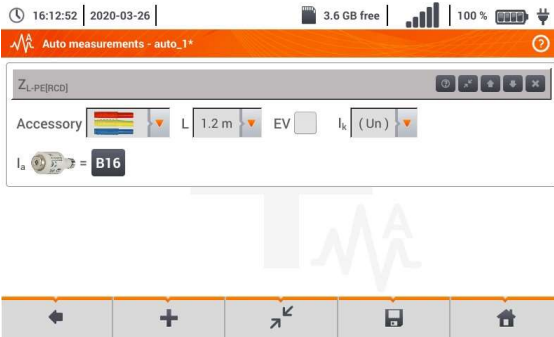 16:12:52 2020-03-26 3.6 GB free 100 %
Auto measurements - auto_1*
Z L-PE[RCD]
Accessory L 1.2 m EV Ik (Un)
Ia = B16